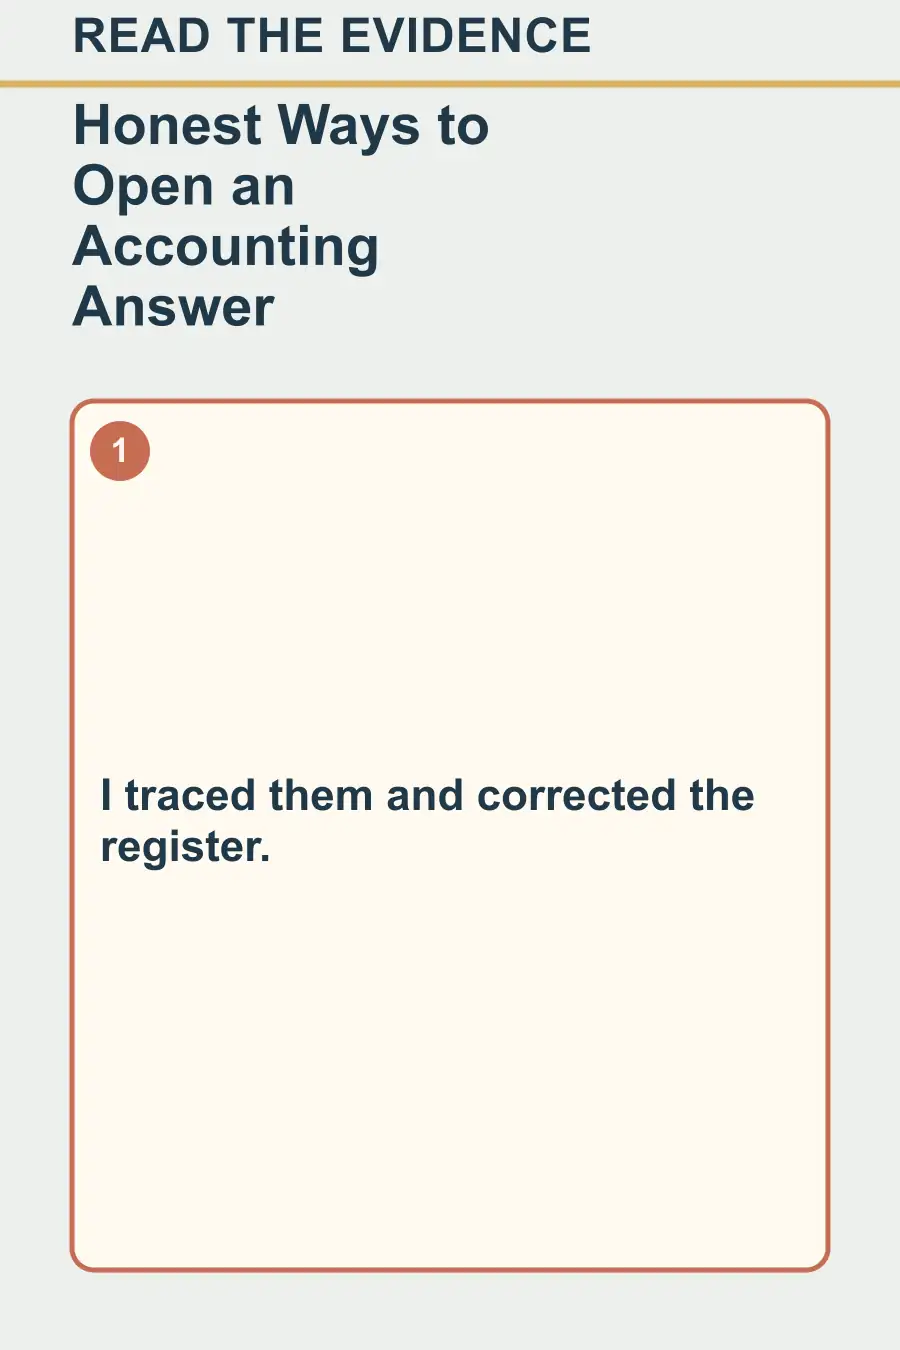 READ THE EVIDENCE
Honest Ways to
Open an
Accounting
Answer
1
I traced them and corrected the
register.